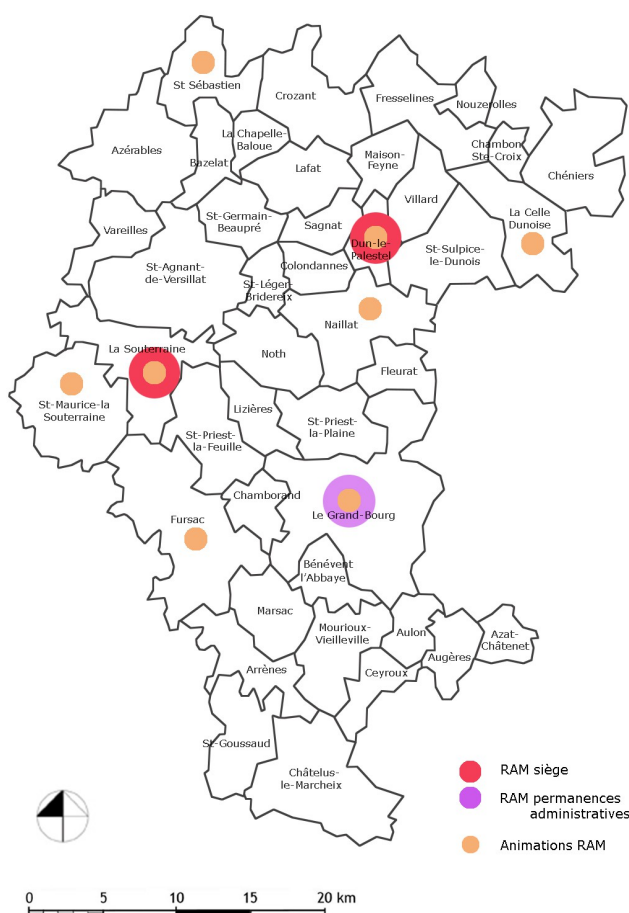 St Sébastien
Crozant
Fresselines
Nouzerolles
La Chapelle-
Baloue
Chambon
Ste-Croix
Azérables
Bazelat
Lafat
Maison-
Feyne
Chéniers
Villard
St-Germain-
Beaupré
Sagnat
La Celle
Dunoise
Vareilles
Dun-le-
Palestel
St-Sulpice-
le-Dunois
St-Agnant-
de-Versillat
Colondannes
St-Léger-
Bridereix
Naillat
La Souterraine
Noth
Fleurat
St-Maurice-la
Souterraine
Lizières
St-Priest-
la-Plaine
St-Priest-
la-Feuille
Chamborand
Le Grand-Bourg
Fursac
Bénévent
l'Abbaye
Marsac
Mourioux-
Vieilleville
Aulon
Azat-
Châtenet
Augères
Arrènes
Ceyroux
St-Goussaud
Châtelus-
le-Marcheix
RAM siège
RAM permanences
administratives
Animations RAM
0 5 10 15 20 km